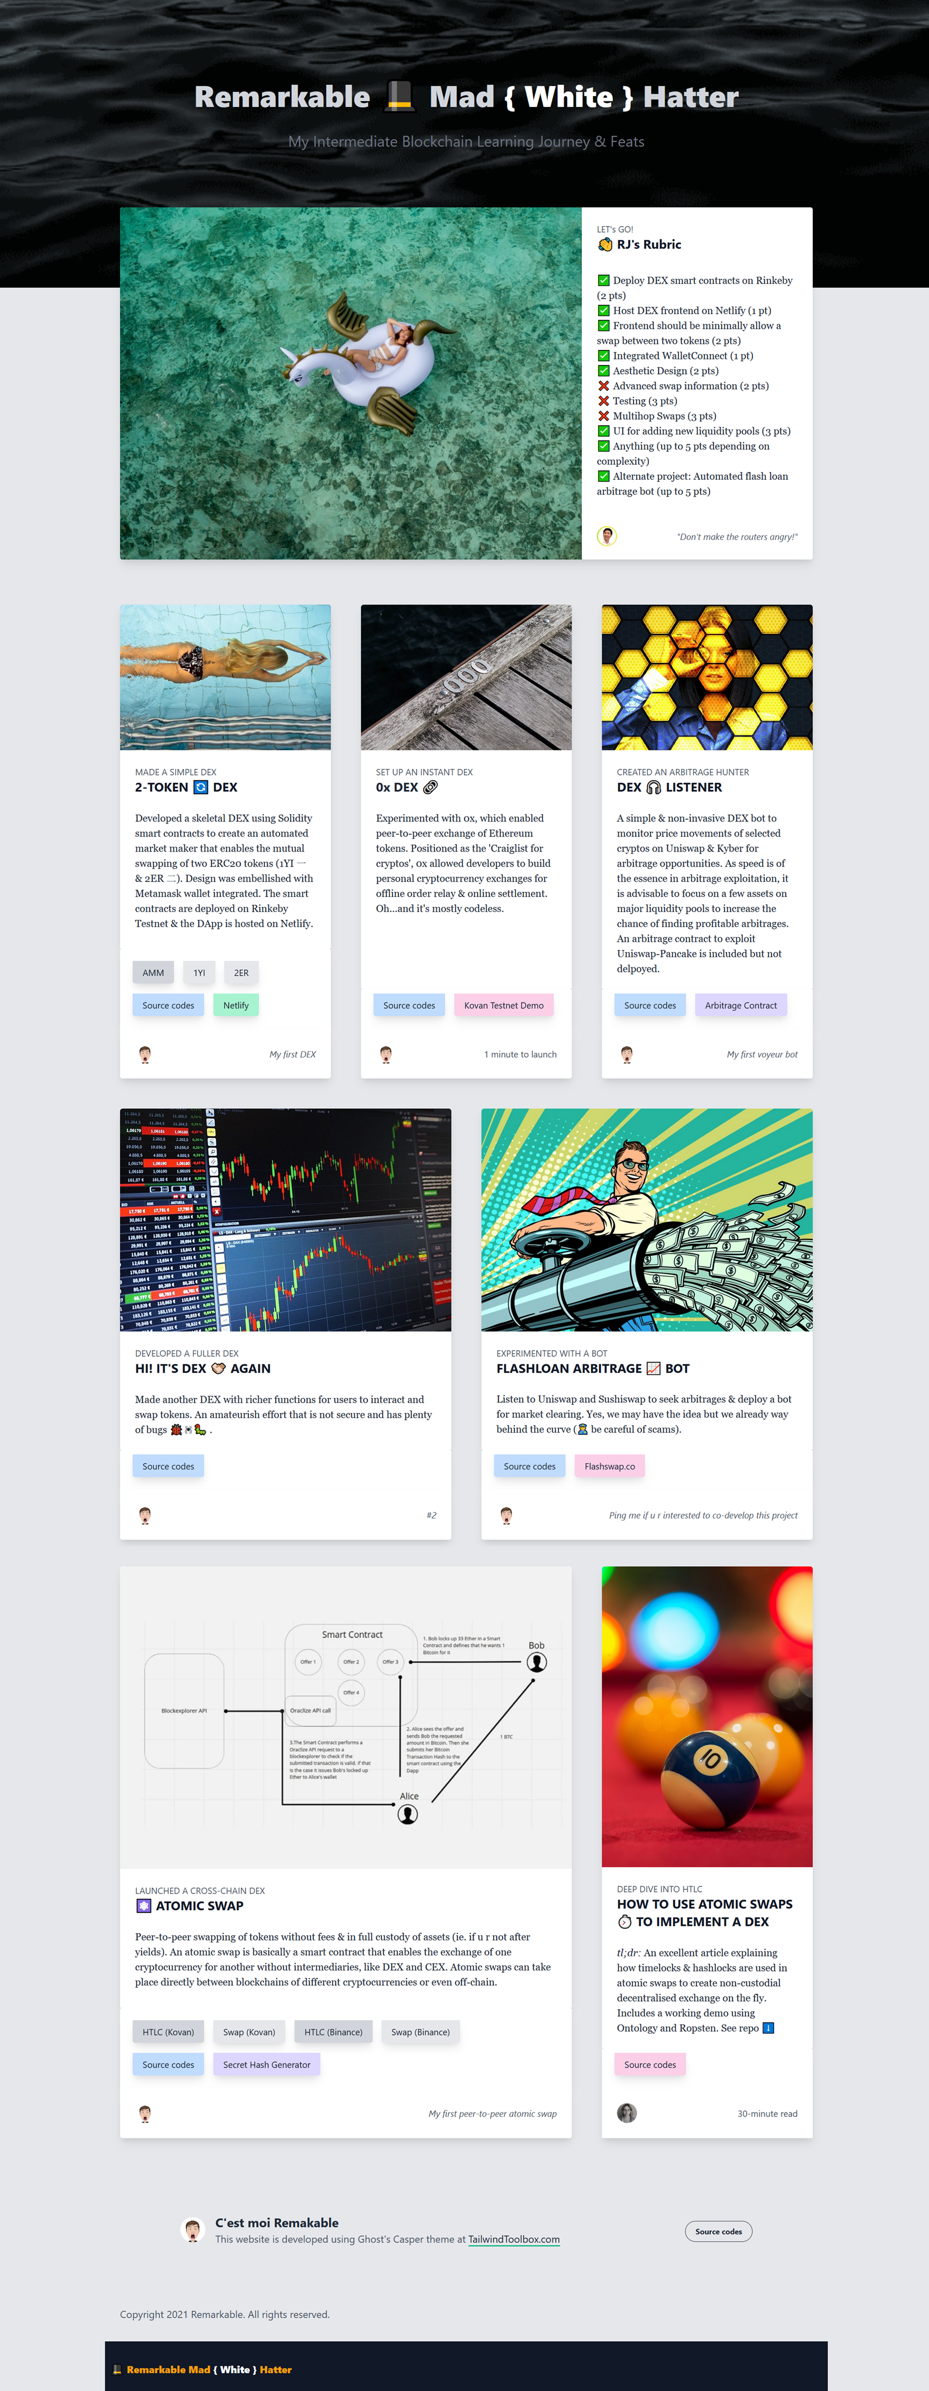 Remarkable 🎩 Mad { White } Hatter
My Intermediate Blockchain Learning Journey & Feats
LET's GO!
👏 RJ's Rubric
✅ Deploy DEX smart contracts on Rinkeby
(2 pts)
✅ Host DEX frontend on Netlify (1 pt)
✅ Frontend should be minimally allow a
swap between two tokens (2 pts)
✅ Integrated WalletConnect (1 pt)
✅ Aesthetic Design (2 pts)
❌ Advanced swap information (2 pts)
❌ Testing (3 pts)
❌ Multihop Swaps (3 pts)
✅ UI for adding new liquidity pools (3 pts)
✅ Anything (up to 5 pts depending on
complexity)
✅ Alternate project: Automated flash loan
arbitrage bot (up to 5 pts)
"Don't make the routers angry!"
MADE A SIMPLE DEX
2-TOKEN 🔄 DEX
Developed a skeletal DEX using Solidity
smart contracts to create an automated
market maker that enables the mutual
swapping of two ERC20 tokens (1YI 一
& 2ER 二). Design was embellished with
Metamask wallet integrated. The smart
contracts are deployed on Rinkeby
Testnet & the DApp is hosted on Netlify.
AMM 1YI 2ER
Source codes Netlify
My first DEX
000
SET UP AN INSTANT DEX
0x DEX 🔗
Experimented with 0x, which enabled
peer-to-peer exchange of Ethereum
tokens. Positioned as the 'Craiglist for
cryptos', 0x allowed developers to build
personal cryptocurrency exchanges for
offline order relay & online settlement.
Oh...and it's mostly codeless.
Source codes Kovan Testnet Demo
1 minute to launch
CREATED AN ARBITRAGE HUNTER
DEX 🎧 LISTENER
A simple & non-invasive DEX bot to
monitor price movements of selected
cryptos on Uniswap & Kyber for
arbitrage opportunities. As speed is of
the essence in arbitrage exploitation, it
is advisable to focus on a few assets on
major liquidity pools to increase the
chance of finding profitable arbitrages.
An arbitrage contract to exploit
Uniswap-Pancake is included but not
delpoyed.
Source codes Arbitrage Contract
My first voyeur bot
DEVELOPED A FULLER DEX
HI! IT'S DEX 🤝 AGAIN
Made another DEX with richer functions for users to interact and
swap tokens. An amateurish effort that is not secure and has plenty
of bugs 🐞🕷🐛 .
Source codes
#2
EXPERIMENTED WITH A BOT
FLASHLOAN ARBITRAGE 📈 BOT
Listen to Uniswap and Sushiswap to seek arbitrages & deploy a bot
for market clearing. Yes, we may have the idea but we already way
behind the curve (👮 be careful of scams).
Source codes Flashswap.co
Ping me if u r interested to co-develop this project
Smart Contract
Offer 1 Offer 2 Offer 3
Offer 4
Blockexplorer API
Oraclize API call
1. Bob locks up 33 Ether in a Smart
Contract and defines that he wants 1
Bitcoin for it
Bob
2. Alice sees the offer and
sends Bob the requested
amount in Bitcoin. Then she
submits her Bitcoin
Transaction Hash to the
smart contract using the
Dapp
1 BTC
3.The Smart Contract performs a
Oraclize API request to a
blockexplorer to check if the
submitted transaction is valid, if that
is the case it issues Bob's locked up
Ether to Alice's wallet
Alice
LAUNCHED A CROSS-CHAIN DEX
⚛ ATOMIC SWAP
Peer-to-peer swapping of tokens without fees & in full custody of assets (ie. if u r not after
yields). An atomic swap is basically a smart contract that enables the exchange of one
cryptocurrency for another without intermediaries, like DEX and CEX. Atomic swaps can take
place directly between blockchains of different cryptocurrencies or even off-chain.
HTLC (Kovan) Swap (Kovan) HTLC (Binance) Swap (Binance)
Source codes Secret Hash Generator
My first peer-to-peer atomic swap
10
DEEP DIVE INTO HTLC
HOW TO USE ATOMIC SWAPS
⏱ TO IMPLEMENT A DEX
tl;dr: An excellent article explaining
how timelocks & hashlocks are used in
atomic swaps to create non-custodial
decentralised exchange on the fly.
Includes a working demo using
Ontology and Ropsten. See repo ⬇
Source codes
30-minute read
C'est moi Remakable
This website is developed using Ghost's Casper theme at TailwindToolbox.com
Source codes
Copyright 2021 Remarkable. All rights reserved.
🎩 Remarkable Mad { White } Hatter